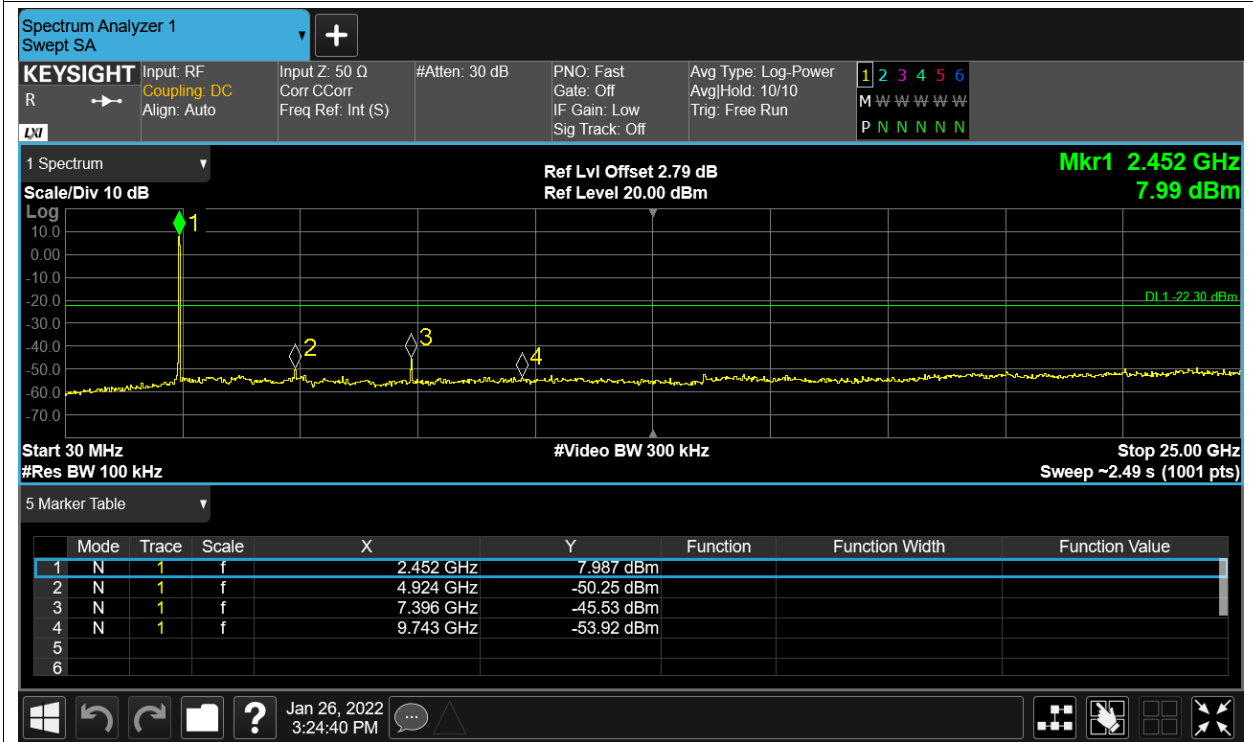 Spectrum Analyzer 1
Swept SA
KEYSIGHT Input: RF Input Z: 50 Ω #Atten: 30 dB PNO: Fast Avg Type: Log-Power 1 2 3 4 5 6
R Coupling: DC Corr CCorr Gate: Off Avg|Hold: 10/10 M W W W W W
Align: Auto Freq Ref: Int (S) IF Gain: Low Trig: Free Run
LXI Sig Track: Off P N N N N N
1 Spectrum Ref Lvl Offset 2.79 dB Mkr1 2.452 GHz
Scale/Div 10 dB Ref Level 20.00 dBm 7.99 dBm
Log
1
10.0
0.00
-10.0
-20.0 DL1 -22.30 dBm
-30.0
3
-40.0 2
4
-50.0
-60.0
-70.0
Start 30 MHz #Video BW 300 kHz Stop 25.00 GHz
#Res BW 100 kHz Sweep ~2.49 s (1001 pts)
5 Marker Table
Mode Trace Scale X Y Function Function Width Function Value
1 N 1 f 2.452 GHz 7.987 dBm
2 N 1 f 4.924 GHz -50.25 dBm
3 N 1 f 7.396 GHz -45.53 dBm
4 N 1 f 9.743 GHz -53.92 dBm
5
6
? Jan 26, 2022
3:24:40 PM